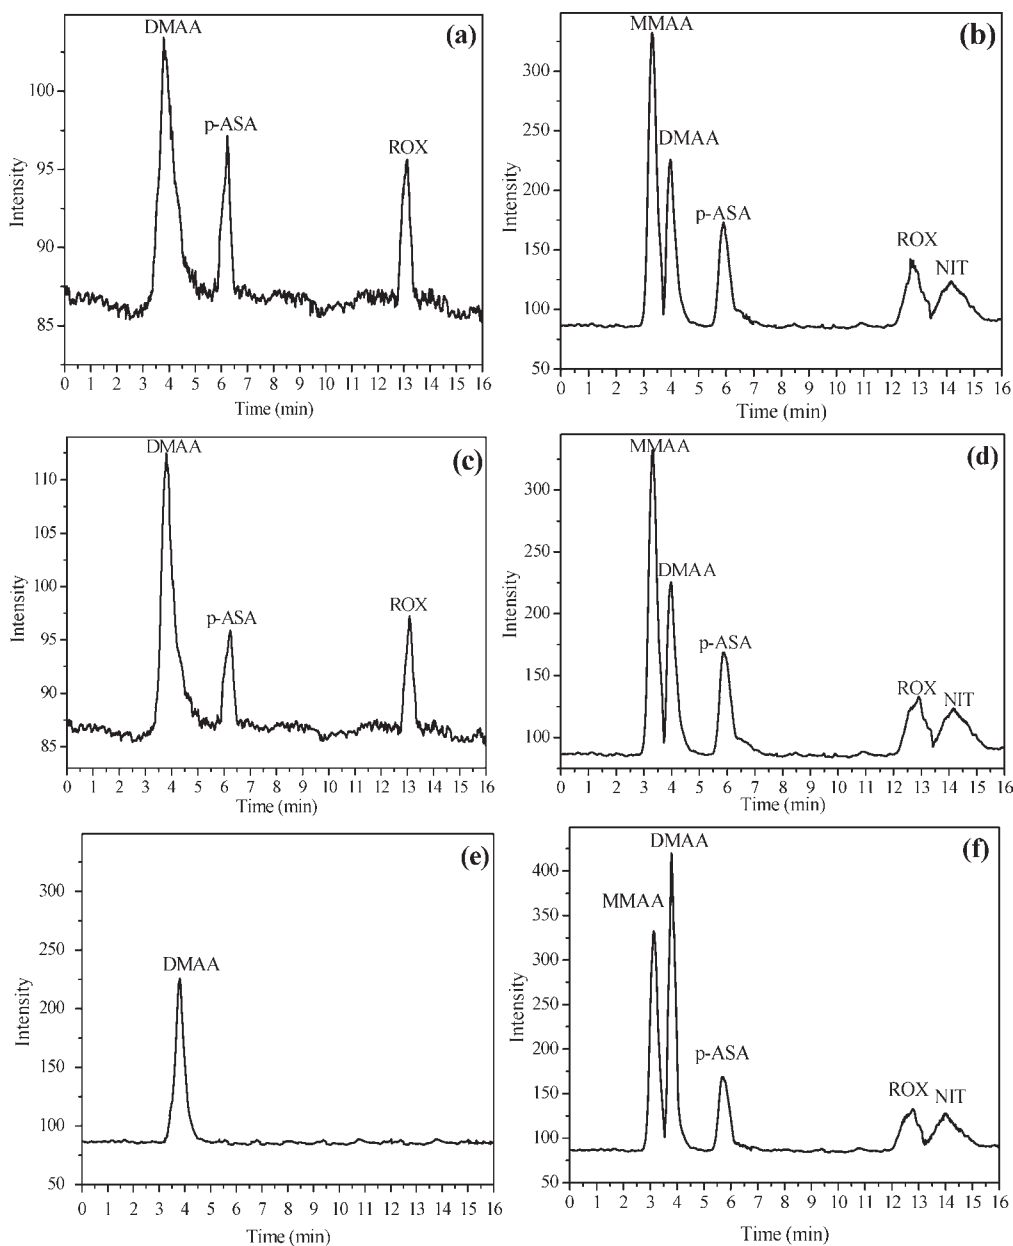 (a)
DMAA
p-ASA
ROX
100
95
90
85
Intensity
0 1 2 3 4 5 6 7 8 9 10 11 12 13 14 15 16
Time (min)
(b)
MMAA
DMAA
p-ASA
ROX
NIT
300
250
200
150
100
50
Intensity
0 1 2 3 4 5 6 7 8 9 10 11 12 13 14 15 16
Time (min)
(c)
DMAA
p-ASA
ROX
110
105
100
95
90
85
Intensity
0 1 2 3 4 5 6 7 8 9 10 11 12 13 14 15 16
Time (min)
(d)
MMAA
DMAA
p-ASA
ROX
NIT
300
250
200
150
100
Intensity
0 1 2 3 4 5 6 7 8 9 10 11 12 13 14 15 16
Time (min)
(e)
DMAA
300
250
200
150
100
50
Intensity
0 1 2 3 4 5 6 7 8 9 10 11 12 13 14 15 16
Time (min)
(f)
DMAA
MMAA
p-ASA
ROX
NIT
400
350
300
250
200
150
100
50
Intensity
0 1 2 3 4 5 6 7 8 9 10 11 12 13 14 15 16
Time (min)